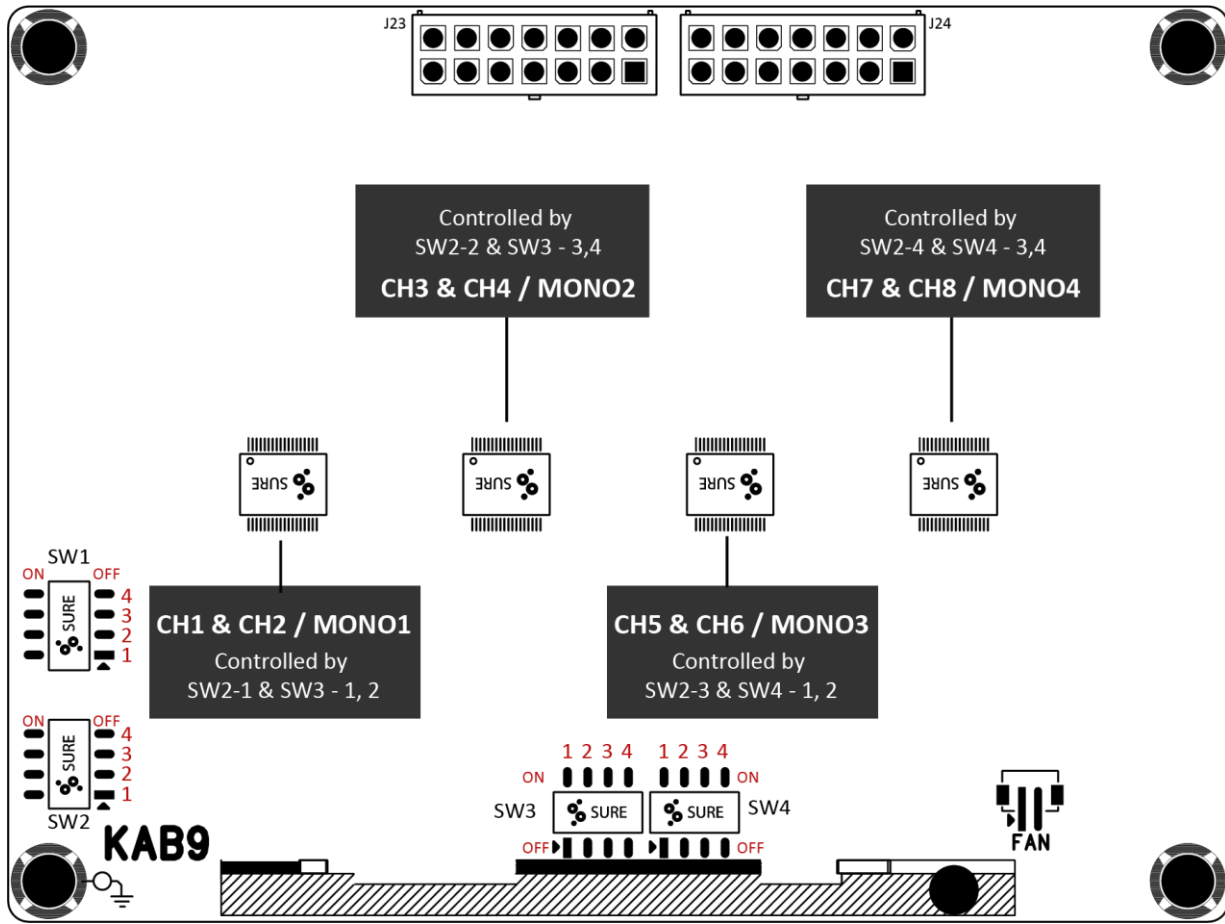 J23
J24
Controlled by
SW2-2 & SW3 - 3,4
CH3 & CH4 / MONO2
Controlled by
SW2-4 & SW4 - 3,4
CH7 & CH8 / MONO4
SURE
SURE
SURE
SURE
SW1
ON OFF
SURE
4
3
2
1
CH1 & CH2 / MONO1
Controlled by
SW2-1 & SW3 - 1, 2
CH5 & CH6 / MONO3
Controlled by
SW2-3 & SW4 - 1, 2
ON OFF
SURE
4
3
2
1
SW2
KAB9
1 2 3 4 1 2 3 4
ON ON
SW3 SURE SURE SW4
OFF OFF
FAN